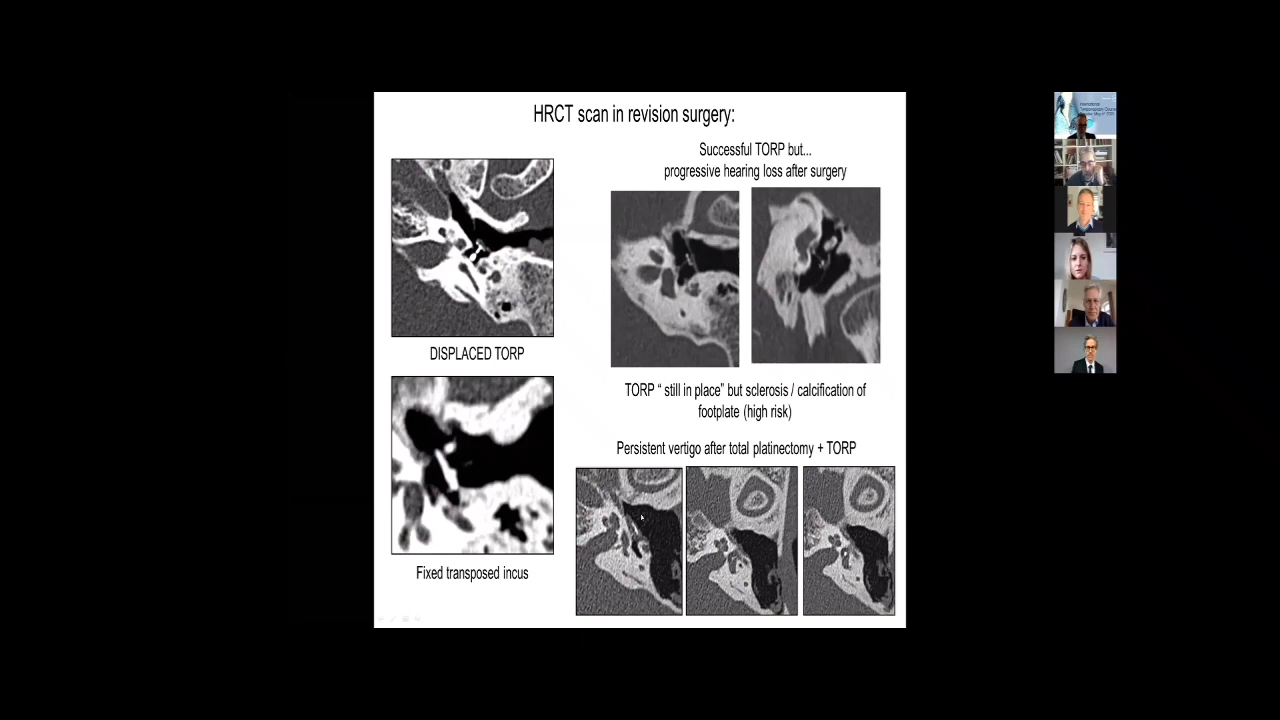 HRCT scan in revision surgery:
Successful TORP but...
progressive hearing loss after surgery
DISPLACED TORP
TORP “ still in place” but sclerosis / calcification of
footplate (high risk)
Persistent vertigo after total platinectomy + TORP
Fixed transposed incus
International